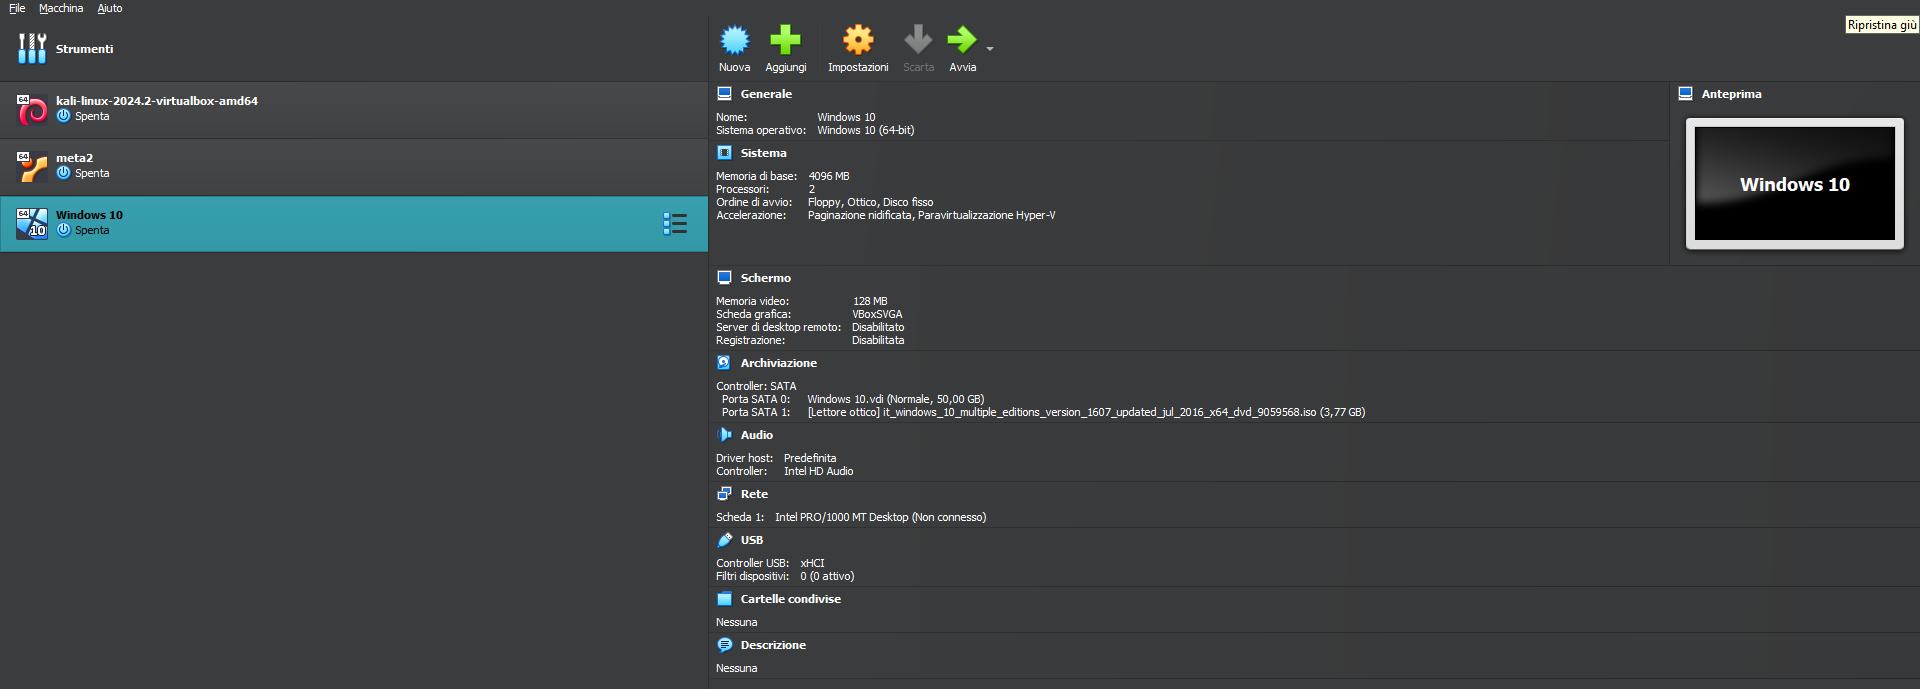 File Macchina Aiuto
Ripristina giù
Strumenti
Nuova Aggiungi Impostazioni Scarta Avvia
64
kali-linux-2024.2-virtualbox-amd64
Spenta
64
meta2
Spenta
64
10
Windows 10
Spenta
Generale
Nome: Windows 10
Sistema operativo: Windows 10 (64-bit)
Sistema
Memoria di base: 4096 MB
Processori: 2
Ordine di avvio: Floppy, Ottico, Disco fisso
Accelerazione: Paginazione nidificata, Paravirtualizzazione Hyper-V
Anteprima
Windows 10
Schermo
Memoria video: 128 MB
Scheda grafica: VBoxSVGA
Server di desktop remoto: Disabilitato
Registrazione: Disabilitata
Archiviazione
Controller: SATA
Porta SATA 0: Windows 10.vdi (Normale, 50,00 GB)
Porta SATA 1: [Lettore ottico] it_windows_10_multiple_editions_version_1607_updated_jul_2016_x64_dvd_9059568.iso (3,77 GB)
Audio
Driver host: Predefinita
Controller: Intel HD Audio
Rete
Scheda 1: Intel PRO/1000 MT Desktop (Non connesso)
USB
Controller USB: xHCI
Filtri dispositivi: 0 (0 attivo)
Cartelle condivise
Nessuna
Descrizione
Nessuna